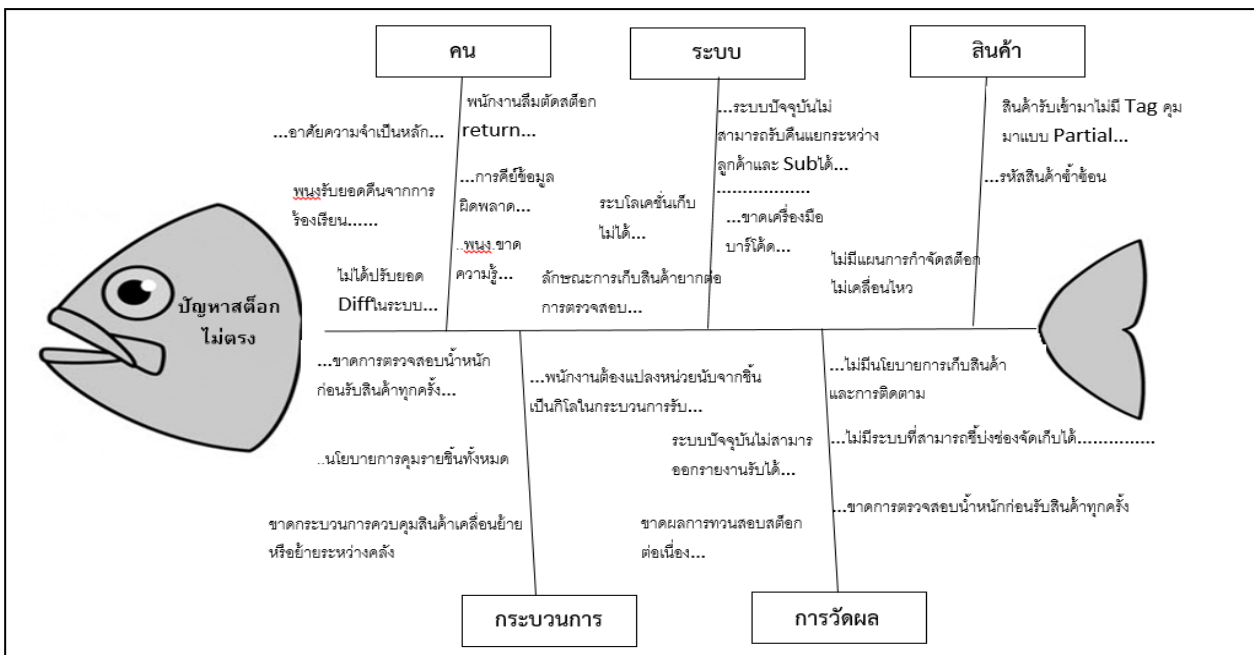 คน
ระบบ
สินค้า
พนักงานลืมตัดสต็อก
return...
...อาศัยความจำเป็นหลัก...
...การคีย์ข้อมูล
ผิดพลาด...
พนงรับยอดคืนจากการ
ร้องเรียน......
..พนง.ขาด
ความรู้...
ไม่ได้ปรับยอด
Diffในระบบ...
...ระบบปัจจุบันไม่
สามารถรับคืนแยกระหว่าง
ลูกค้าและ Subได้...
..................
ระบโลเคชั่นเก็บ
ไม่ได้...
...ขาดเครื่องมือ
บาร์โค้ด...
ลักษณะการเก็บสินค้ายากต่อ
การตรวจสอบ...
สินค้ารับเข้ามาไม่มี Tag คุม
มาแบบ Partial...
...รหัสสินค้าซ้ำซ้อน
ไม่มีแผนการกำจัดสต็อก
ไม่เคลื่อนไหว
ปัญหาสต็อก
ไม่ตรง
...ขาดการตรวจสอบน้ำหนัก
ก่อนรับสินค้าทุกครั้ง...
...พนักงานต้องแปลงหน่วยนับจากชิ้น
เป็นกิโลในกระบวนการรับ...
..นโยบายการคุมรายชิ้นทั้งหมด
ขาดกระบวนการควบคุมสินค้าเคลื่อนย้าย
หรือย้ายระหว่างคลัง
...ไม่มีนโยบายการเก็บสินค้า
และการติดตาม
ระบบปัจจุบันไม่สามาร
ออกรายงานรับได้...
...ไม่มีระบบที่สามารถชี้บ่งช่องจัดเก็บได้...............
ขาดผลการทวนสอบสต็อก
ต่อเนื่อง...
...ขาดการตรวจสอบน้ำหนักก่อนรับสินค้าทุกครั้ง
กระบวนการ
การวัดผล